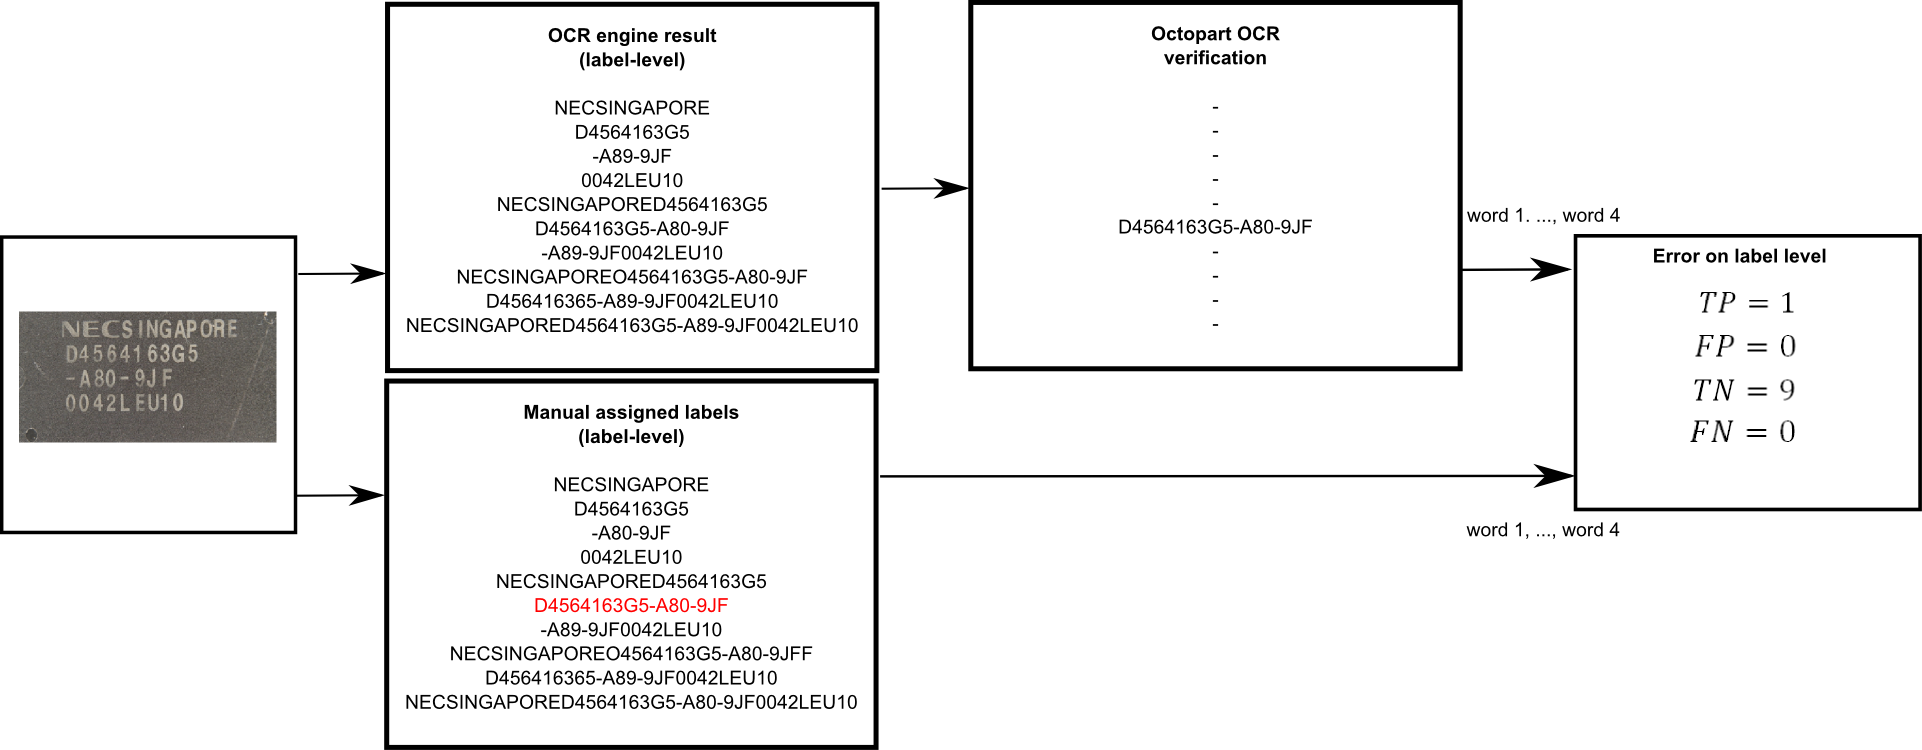 NECSINGAPORE
D4564163G5
-A80-9JF
0042LEU10
OCR engine result
(label-level)
NECSINGAPORE
D4564163G5
-A89-9JF
0042LEU10
NECSINGAPORED4564163G5
D4564163G5-A80-9JF
-A89-9JF0042LEU10
NECSINGAPOREO4564163G5-A80-9JF
D456416365-A89-9JF0042LEU10
NECSINGAPORED4564163G5-A89-9JF0042LEU10
Manual assigned labels
(label-level)
NECSINGAPORE
D4564163G5
-A80-9JF
0042LEU10
NECSINGAPORED4564163G5
D4564163G5-A80-9JF
-A89-9JF0042LEU10
NECSINGAPOREO4564163G5-A80-9JFF
D456416365-A89-9JF0042LEU10
NECSINGAPORED4564163G5-A80-9JF0042LEU10
Octopart OCR
verification
-
-
-
-
-
D4564163G5-A80-9JF
-
-
-
-
word 1. ..., word 4
word 1, ..., word 4
Error on label level
TP = 1
FP = 0
TN = 9
FN = 0